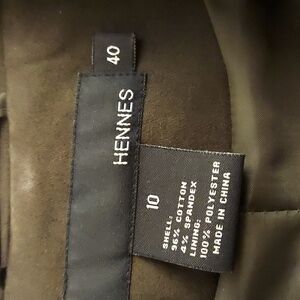 40
HENNES
10
SHELL:
96% COTTON
4% SPANDEX
LINING:
100% POLYESTER
MADE IN CHINA